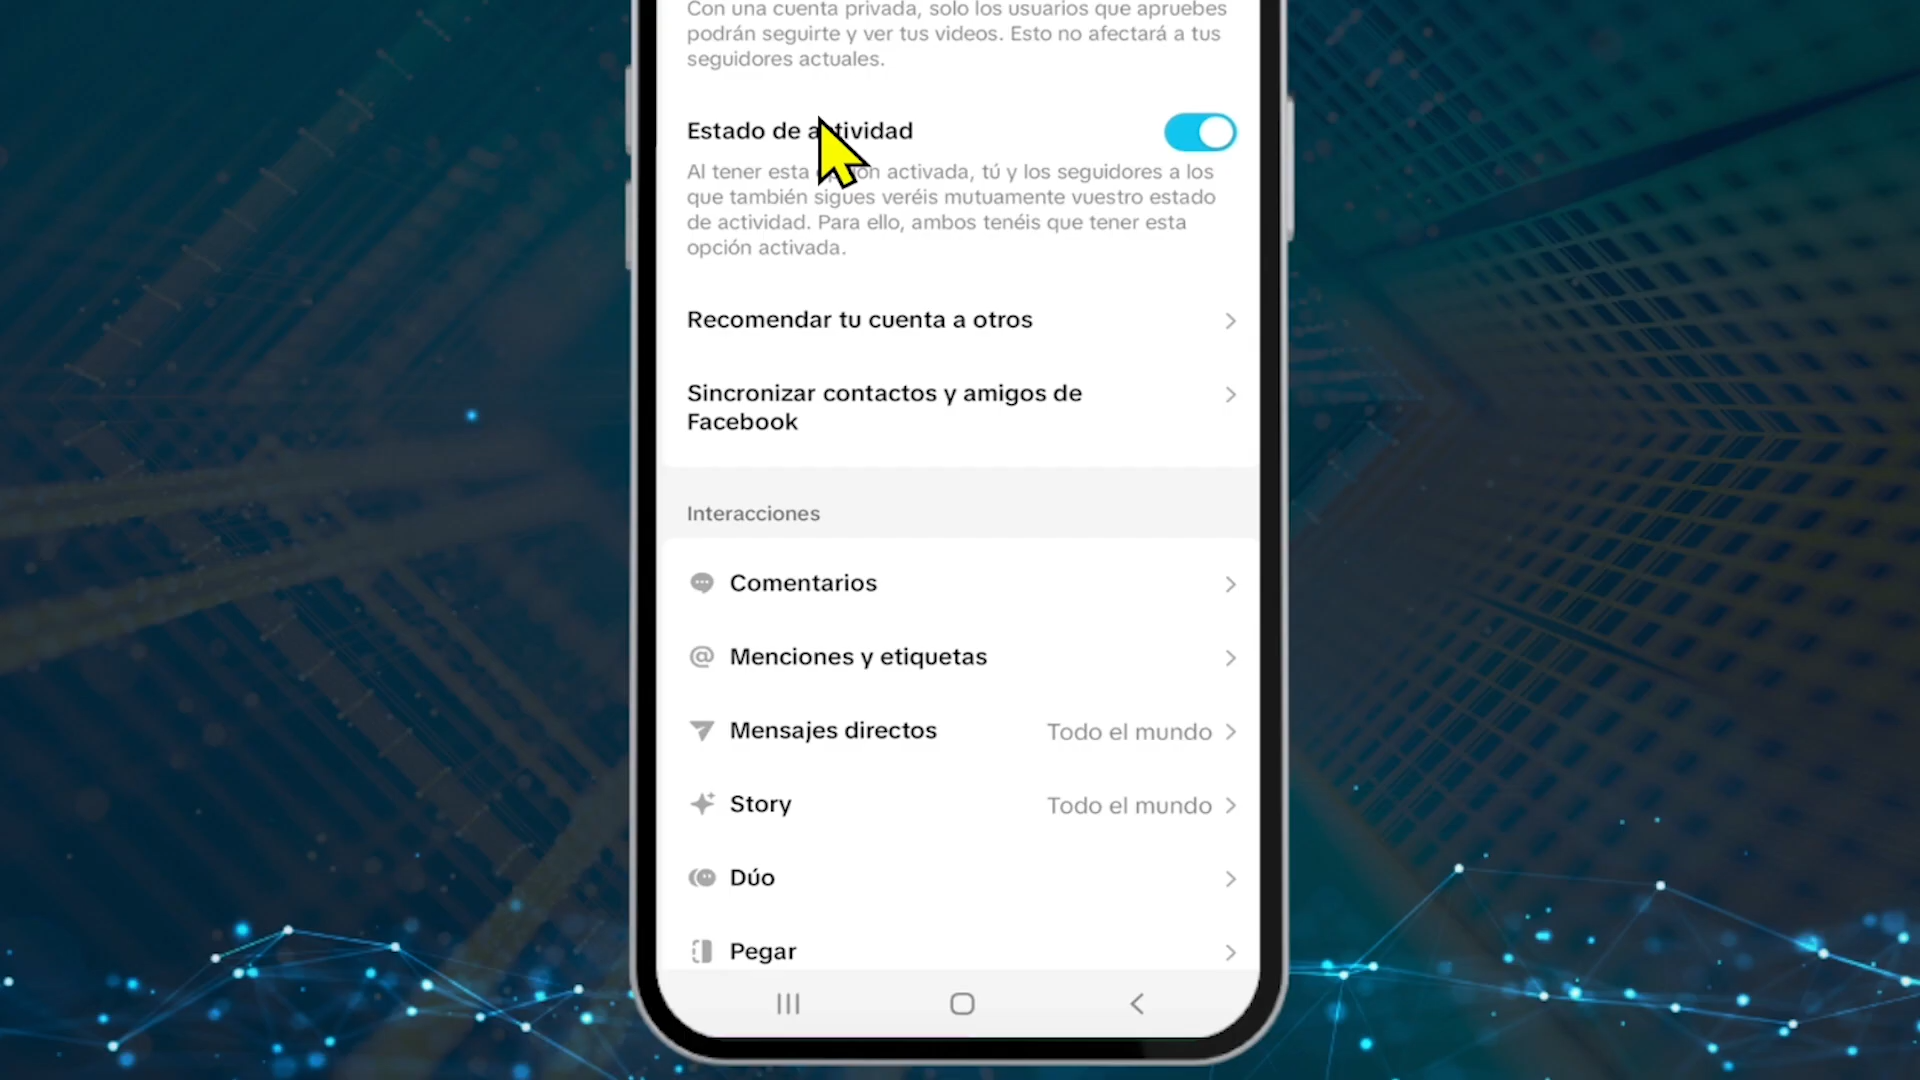 Con una cuenta privada, solo los usuarios que apruebes
podrán seguirte y ver tus videos. Esto no afectará a tus
seguidores actuales.
Estado de actividad
Al tener esta opción activada, tú y los seguidores a los
que también sigues veréis mutuamente vuestro estado
de actividad. Para ello, ambos tenéis que tener esta
opción activada.
Recomendar tu cuenta a otros
Sincronizar contactos y amigos de
Facebook
Interacciones
Comentarios
Menciones y etiquetas
Mensajes directos Todo el mundo
Story Todo el mundo
Dúo
Pegar